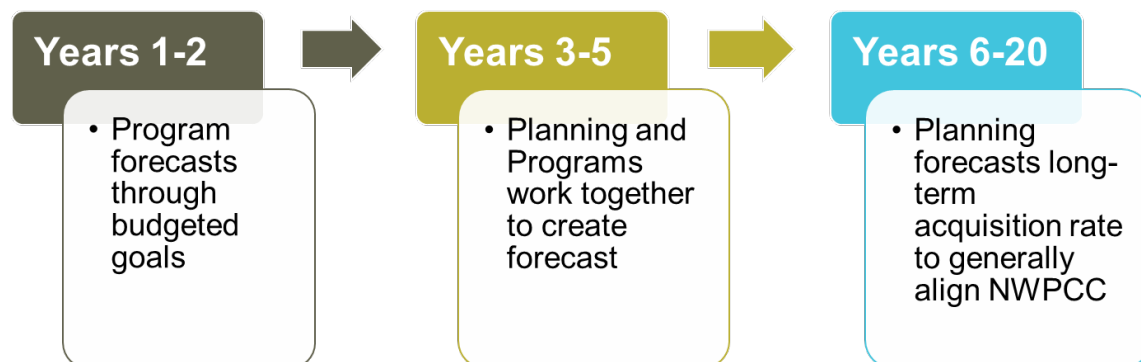 Years 1-2
• Program
forecasts
through
budgeted
goals
Years 3-5
• Planning and
Programs
work together
to create
forecast
Years 6-20
• Planning
forecasts long-
term
acquisition rate
to generally
align NWPCC